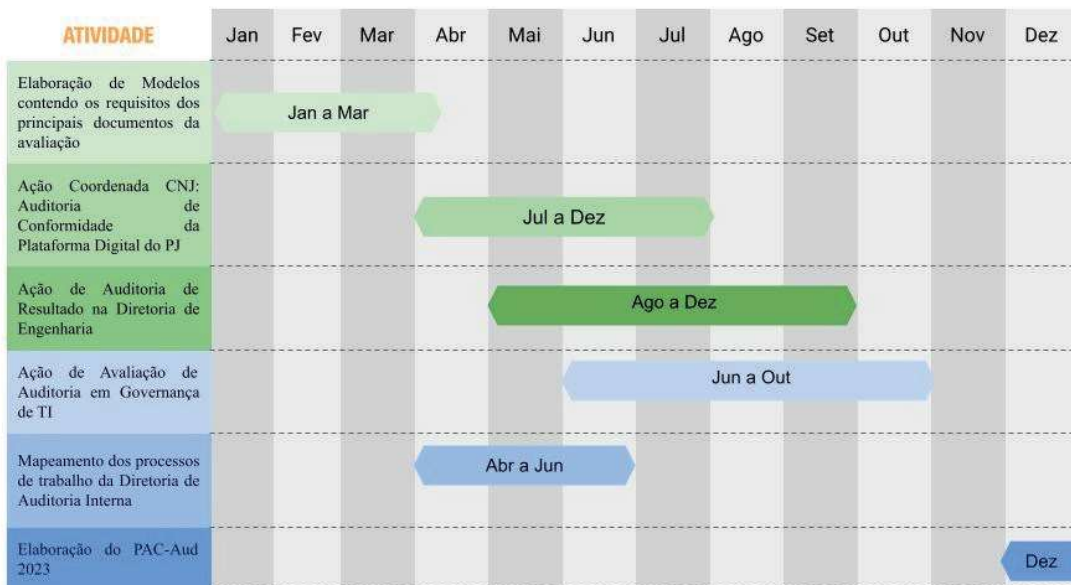 ATIVIDADE Jan Fev Mar Abr Mai Jun Jul Ago Set Out Nov Dez
Elaboração de Modelos
contendo os requisitos dos
principais documentos da
avaliação
Jan a Mar
Ação Coordenada CNJ:
Auditoria de
Conformidade da
Plataforma Digital do PJ
Jul a Dez
Ação de Auditoria de
Resultado na Diretoria de
Engenharia
Ago a Dez
Ação de Avaliação de
Auditoria em Governança
de TI
Jun a Out
Mapeamento dos processos
de trabalho da Diretoria de
Auditoria Interna
Abr a Jun
Elaboração do PAC-Aud
2023
Dez